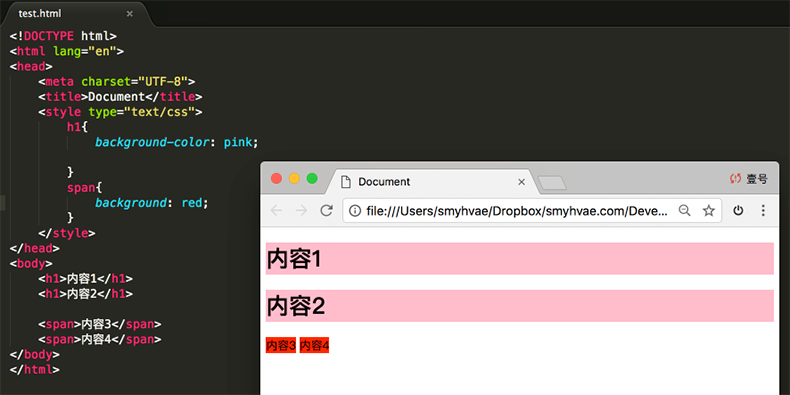 test.html
<!DOCTYPE html>
<html lang="en">
<head>
    <meta charset="UTF-8">
    <title>Document</title>
    <style type="text/css">
        h1{
            background-color: pink;
        }
        span{
            background: red;
        }
    </style>
</head>
<body>
    <h1>内容1</h1>
    <h1>内容2</h1>
    <span>内容3</span>
    <span>内容4</span>
</body>
</html>
Document
壹号
file:///Users/smyhvae/Dropbox/smyhvae.com/Deve...
内容1
内容2
内容3 内容4